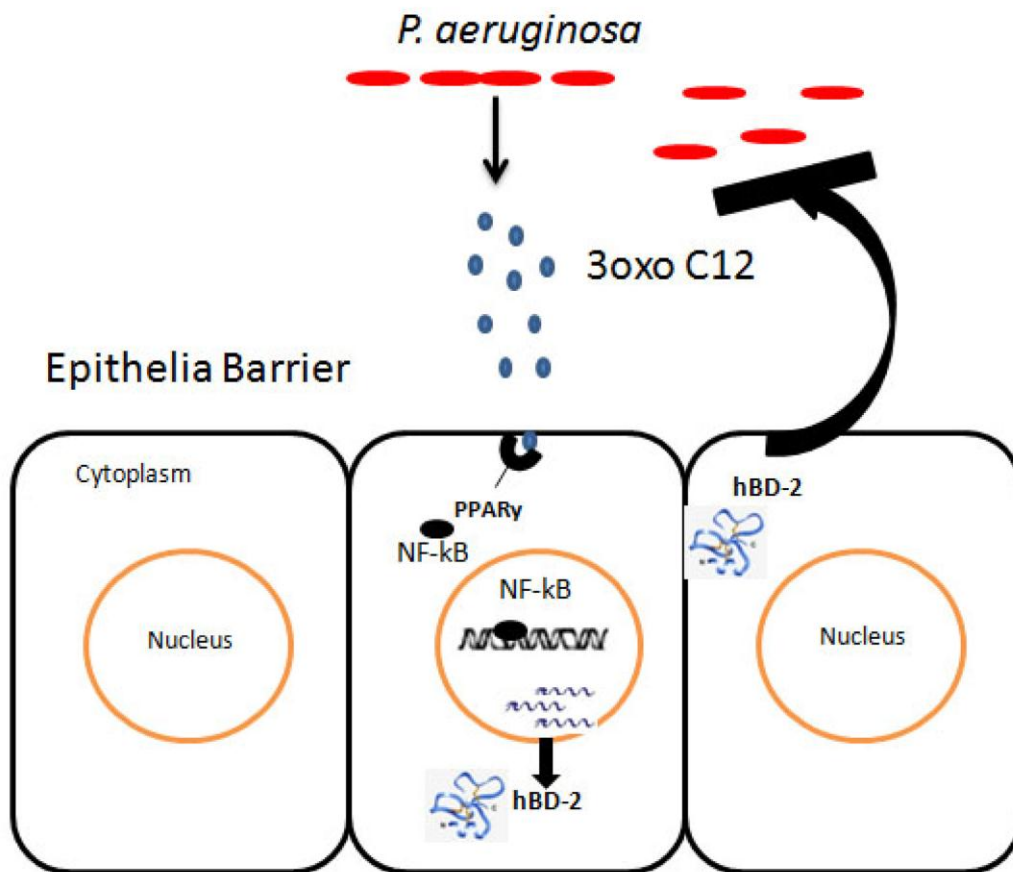 P. aeruginosa
3oxo C12
Epithelia Barrier
Cytoplasm
PPARγ
NF-kB
NF-kB
Nucleus
hBD-2
hBD-2
Nucleus